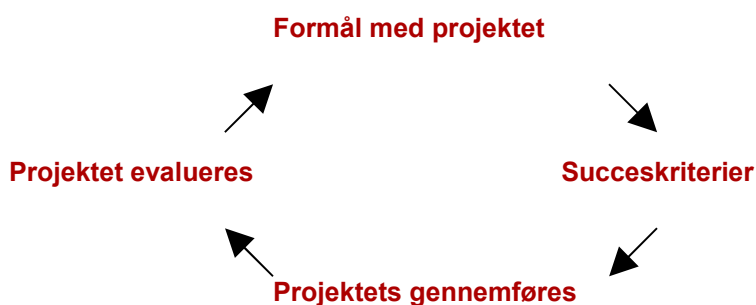 Formål med projektet
Projektet evalueres
Succeskriterier
Projektets gennemføres